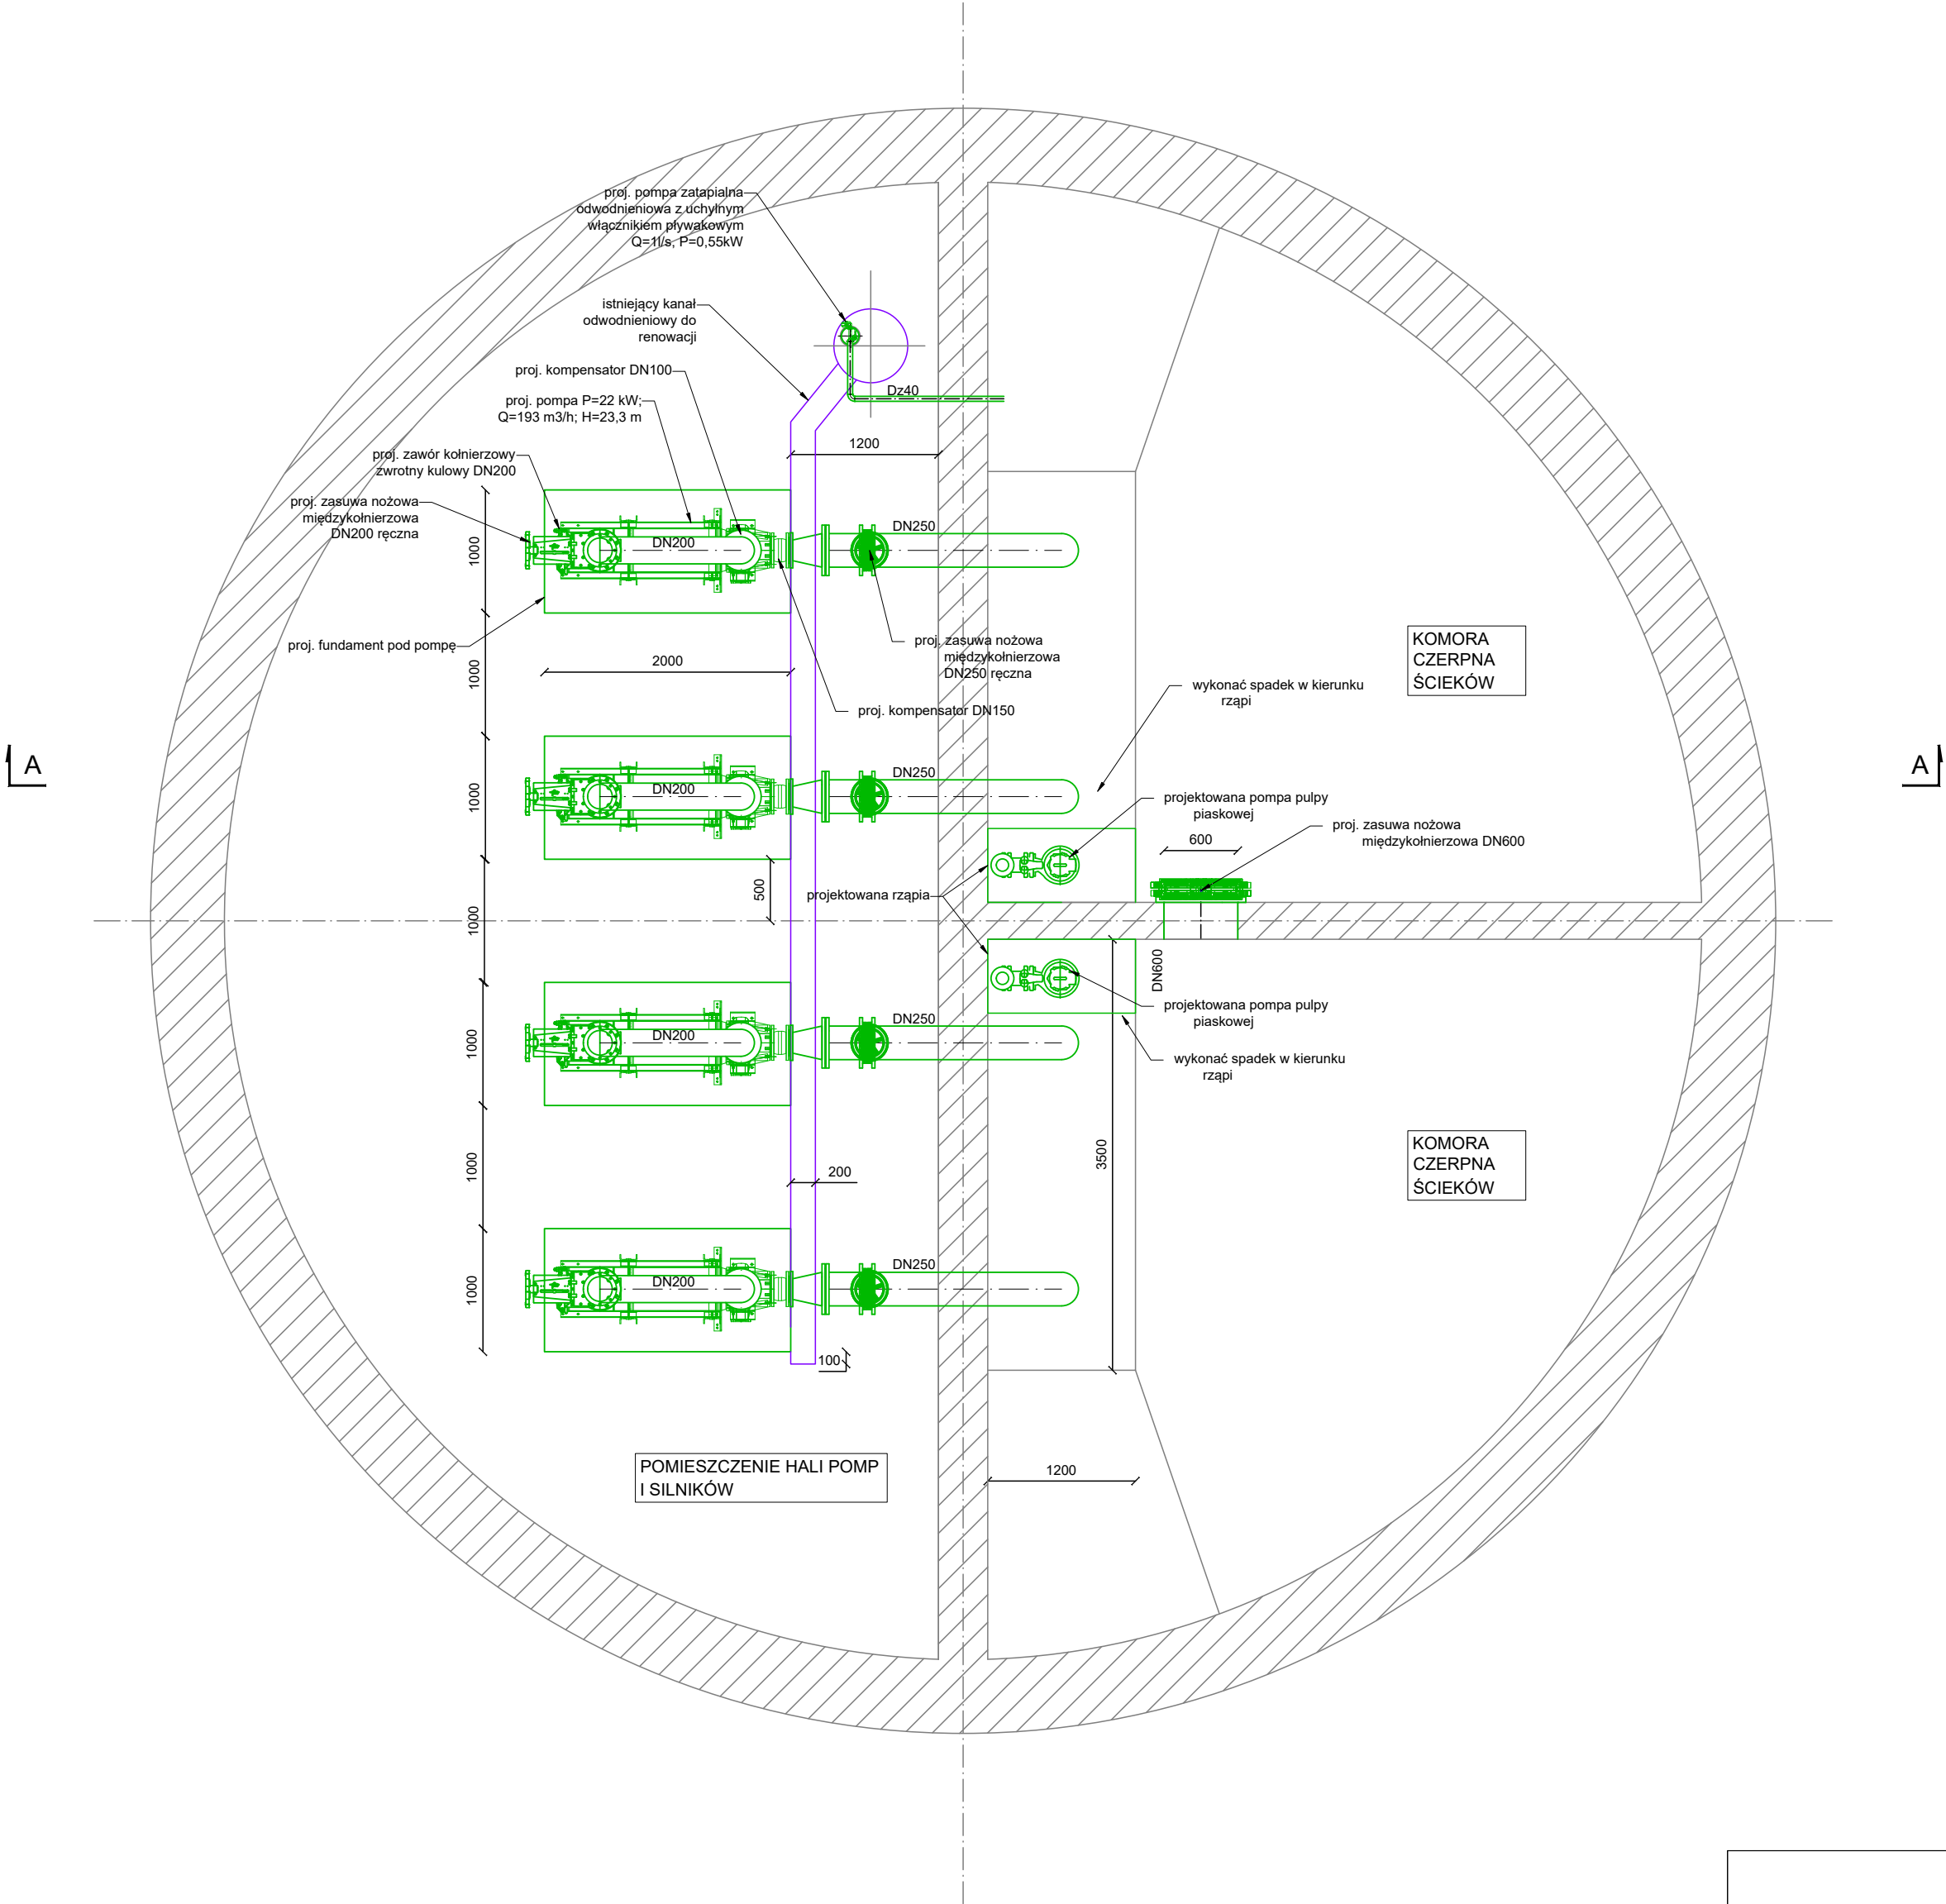 proj. pompa zatapialna
odwodnieniowa z uchylnym
włącznikiem pływakowym
Q=1l/s, P=0,55kW
istniejący kanał
odwodnieniowy do
renowacji
proj. kompensator DN100
Dz40
proj. pompa P=22 kW;
Q=193 m3/h; H=23,3 m
1200
proj. zawór kołnierzowy
zwrotny kulowy DN200
proj. zasuwa nożowa
międzykołnierzowa
DN200 ręczna
DN250
DN200
1000
proj. fundament pod pompę
proj. zasuwa nożowa
międzykołnierzowa
DN250 ręczna
KOMORA
CZERPNA
ŚCIEKÓW
2000
1000
wykonać spadek w kierunku
rząpi
proj. kompensator DN150
A
A
DN250
DN200
1000
projektowana pompa pulpy
piaskowej
proj. zasuwa nożowa
międzykołnierzowa DN600
600
500
projektowana rząpia
1000
DN600
projektowana pompa pulpy
piaskowej
DN250
DN200
1000
wykonać spadek w kierunku
rząpi
KOMORA
CZERPNA
ŚCIEKÓW
3500
1000
200
DN250
DN200
1000
100
POMIESZCZENIE HALI POMP
I SILNIKÓW
1200